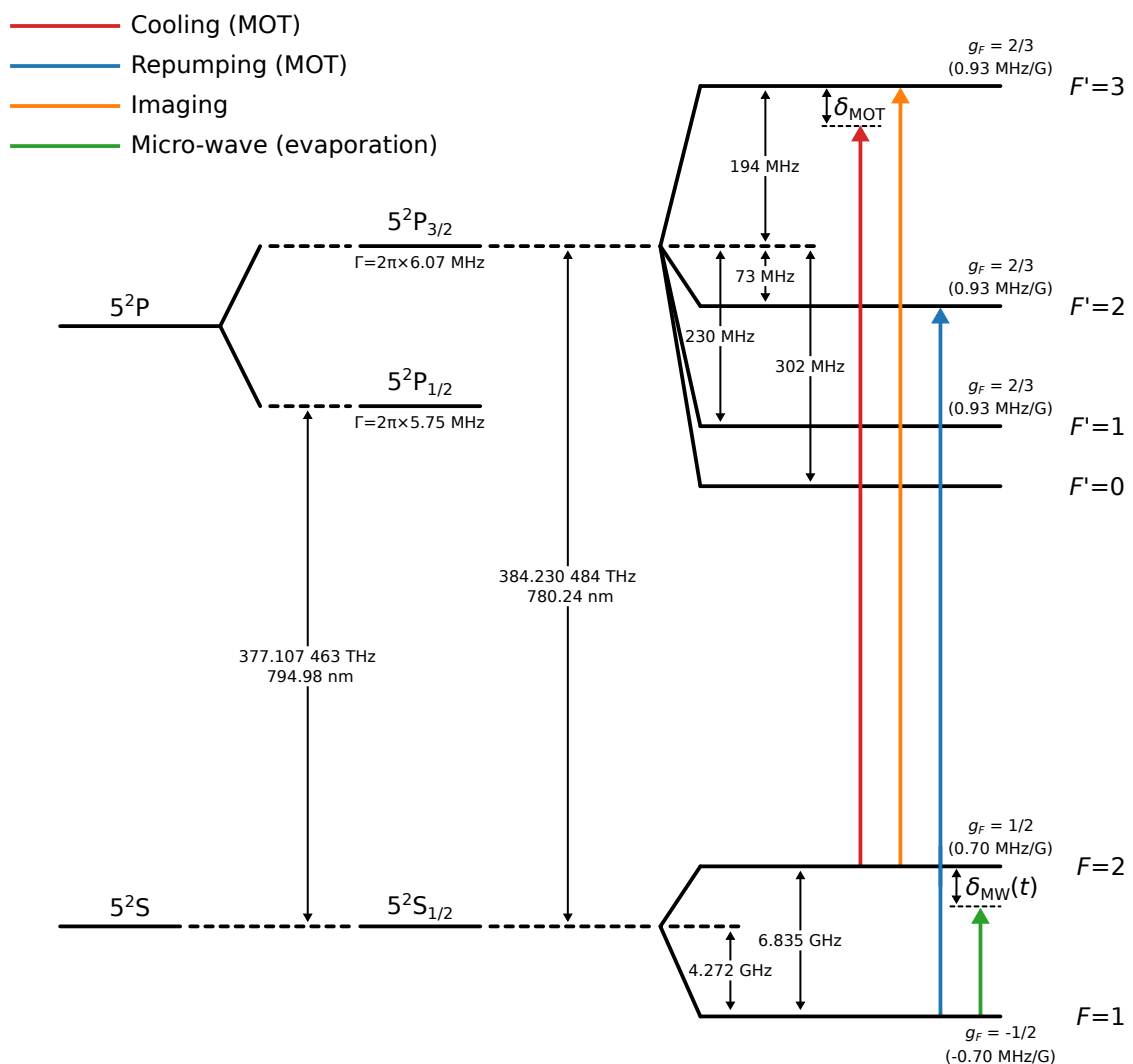 Cooling (MOT)
Repumping (MOT)
Imaging
Micro-wave (evaporation)
g_F = 2/3
(0.93 MHz/G)
F'=3
δ_MOT
194 MHz
5²P₃/₂
Γ=2π×6.07 MHz
73 MHz
g_F = 2/3
(0.93 MHz/G)
F'=2
5²P
230 MHz
302 MHz
5²P₁/₂
Γ=2π×5.75 MHz
g_F = 2/3
(0.93 MHz/G)
F'=1
F'=0
384.230 484 THz
780.24 nm
377.107 463 THz
794.98 nm
g_F = 1/2
(0.70 MHz/G)
F=2
δ_MW(t)
5²S
5²S₁/₂
6.835 GHz
4.272 GHz
F=1
g_F = -1/2
(-0.70 MHz/G)